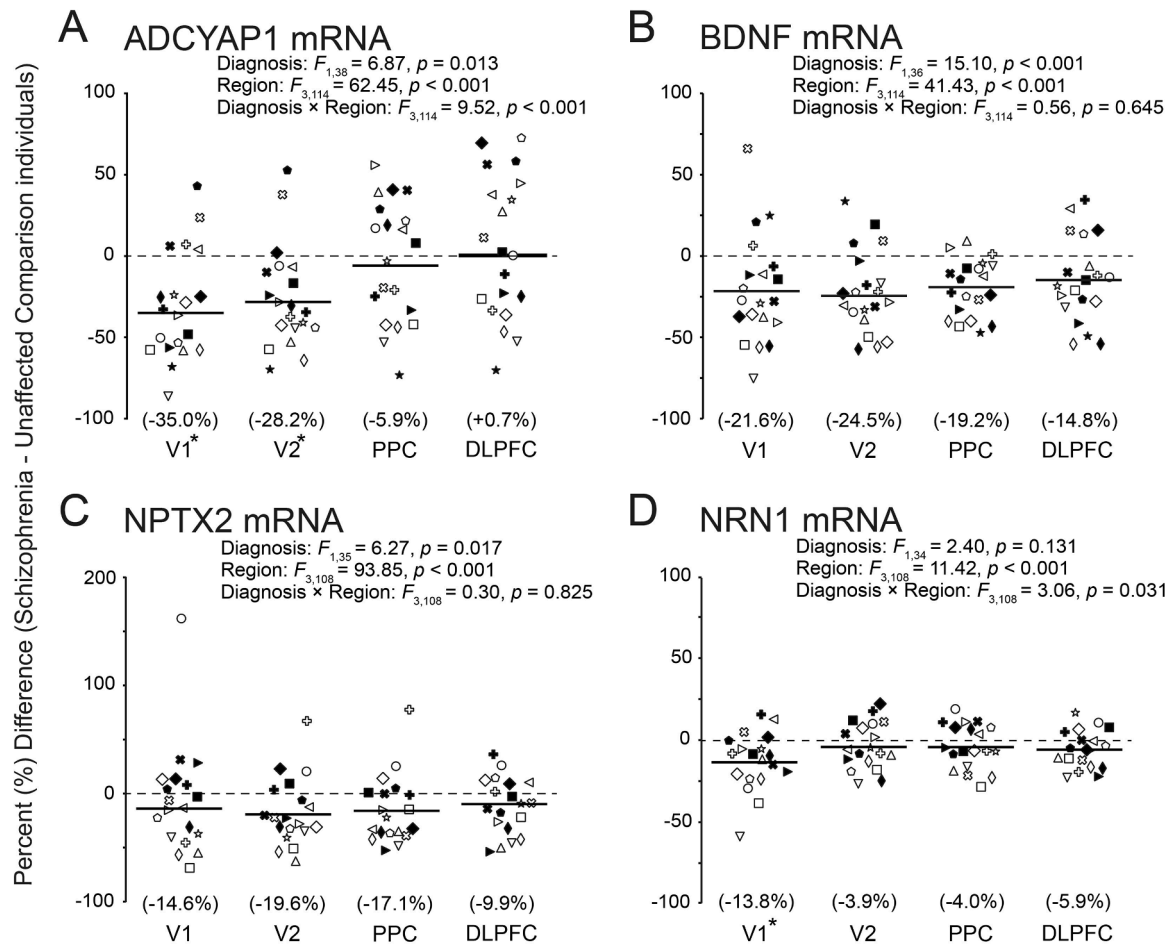 Percent (%) Difference (Schizophrenia - Unaffected Comparison individuals)
A
ADCYAP1 mRNA
Diagnosis: F1,38 = 6.87, p = 0.013
Region: F3,114 = 62.45, p < 0.001
Diagnosis × Region: F3,114 = 9.52, p < 0.001
100
50
0
-50
-100
(-35.0%) (-28.2%) (-5.9%) (+0.7%)
V1* V2* PPC DLPFC
B
BDNF mRNA
Diagnosis: F1,36 = 15.10, p < 0.001
Region: F3,114 = 41.43, p < 0.001
Diagnosis × Region: F3,114 = 0.56, p = 0.645
100
50
0
-50
-100
(-21.6%) (-24.5%) (-19.2%) (-14.8%)
V1 V2 PPC DLPFC
C
NPTX2 mRNA
Diagnosis: F1,35 = 6.27, p = 0.017
Region: F3,108 = 93.85, p < 0.001
Diagnosis × Region: F3,108 = 0.30, p = 0.825
200
100
0
-100
(-14.6%) (-19.6%) (-17.1%) (-9.9%)
V1 V2 PPC DLPFC
D
NRN1 mRNA
Diagnosis: F1,34 = 2.40, p = 0.131
Region: F3,108 = 11.42, p < 0.001
Diagnosis × Region: F3,108 = 3.06, p = 0.031
100
50
0
-50
-100
(-13.8%) (-3.9%) (-4.0%) (-5.9%)
V1* V2 PPC DLPFC